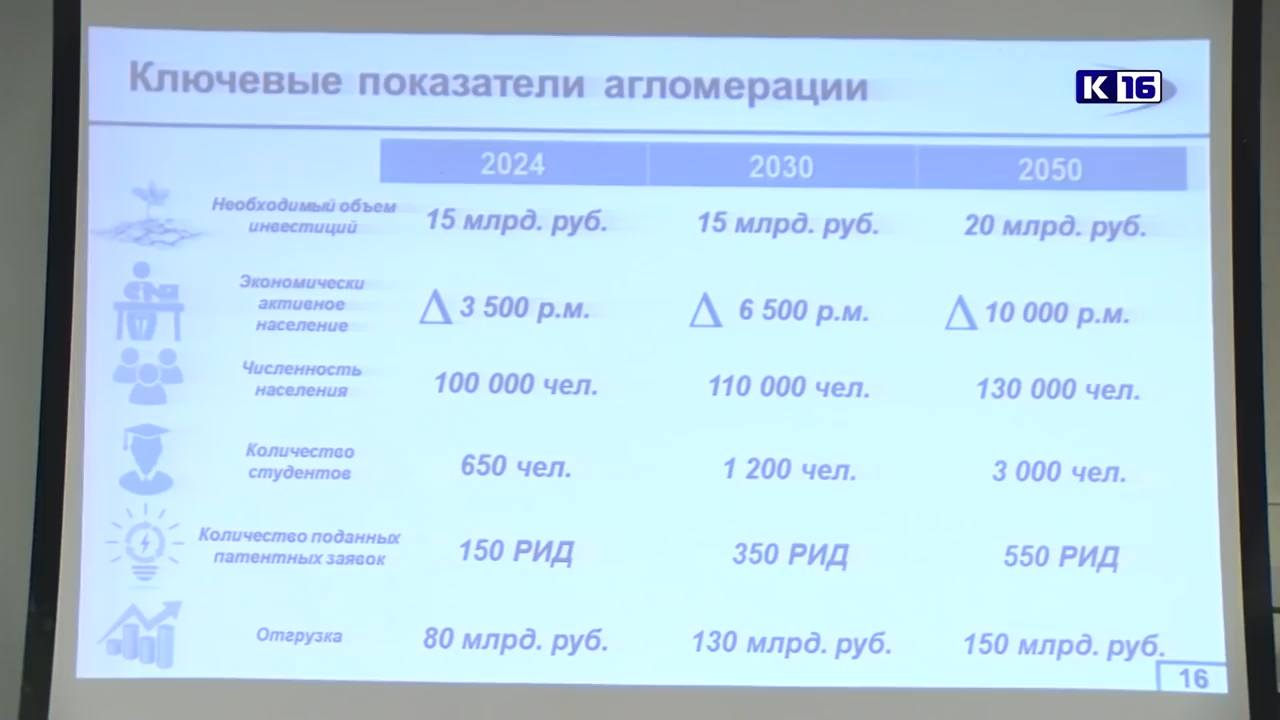 Ключевые показатели агломерации
К 16
2024 2030 2050
Необходимый объем
инвестиций
15 млрд. руб. 15 млрд. руб. 20 млрд. руб.
Экономически
активное
население
Δ 3 500 р.м. Δ 6 500 р.м. Δ 10 000 р.м.
Численность
населения
100 000 чел. 110 000 чел. 130 000 чел.
Количество
студентов
650 чел. 1 200 чел. 3 000 чел.
Количество поданных
патентных заявок
150 РИД 350 РИД 550 РИД
Отгрузка
80 млрд. руб. 130 млрд. руб. 150 млрд. руб.
16